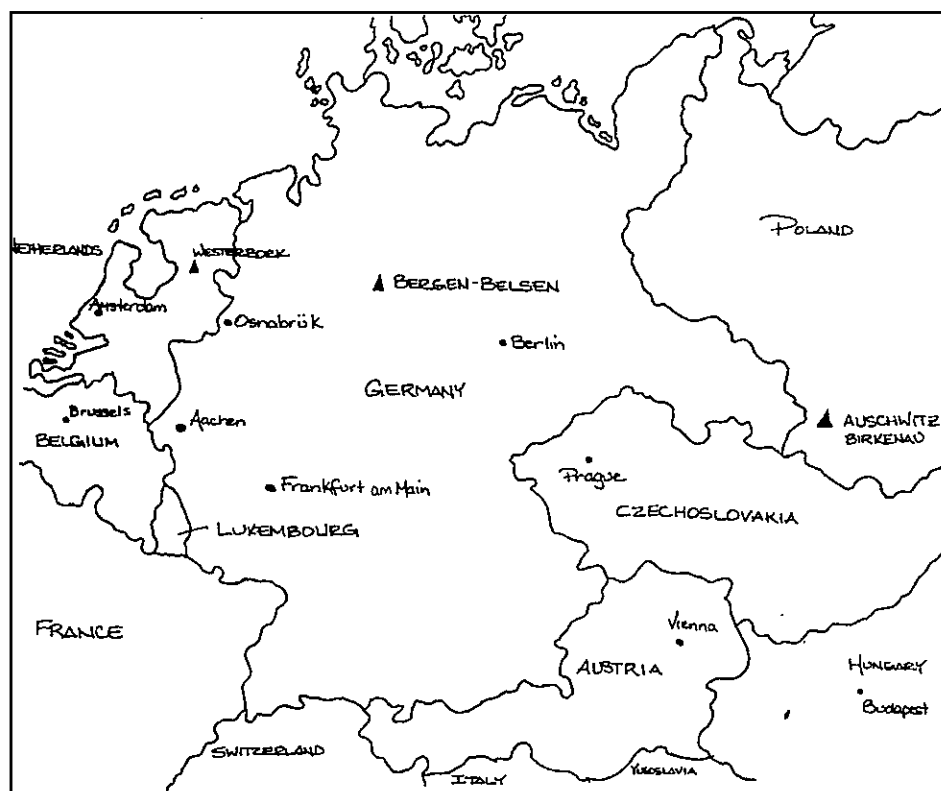 POLAND
NETHERLANDS
WESTERBORK
BERGEN-BELSEN
Amsterdam
Osnabrük
Berlin
GERMANY
Brussels
BELGIUM
Aachen
AUSCHWITZ
BIRKENAU
Prague
Frankfurt am Main
CZECHOSLOVAKIA
LUXEMBOURG
FRANCE
Vienna
AUSTRIA
HUNGARY
Budapest
SWITZERLAND
ITALY
YUGOSLAVIA